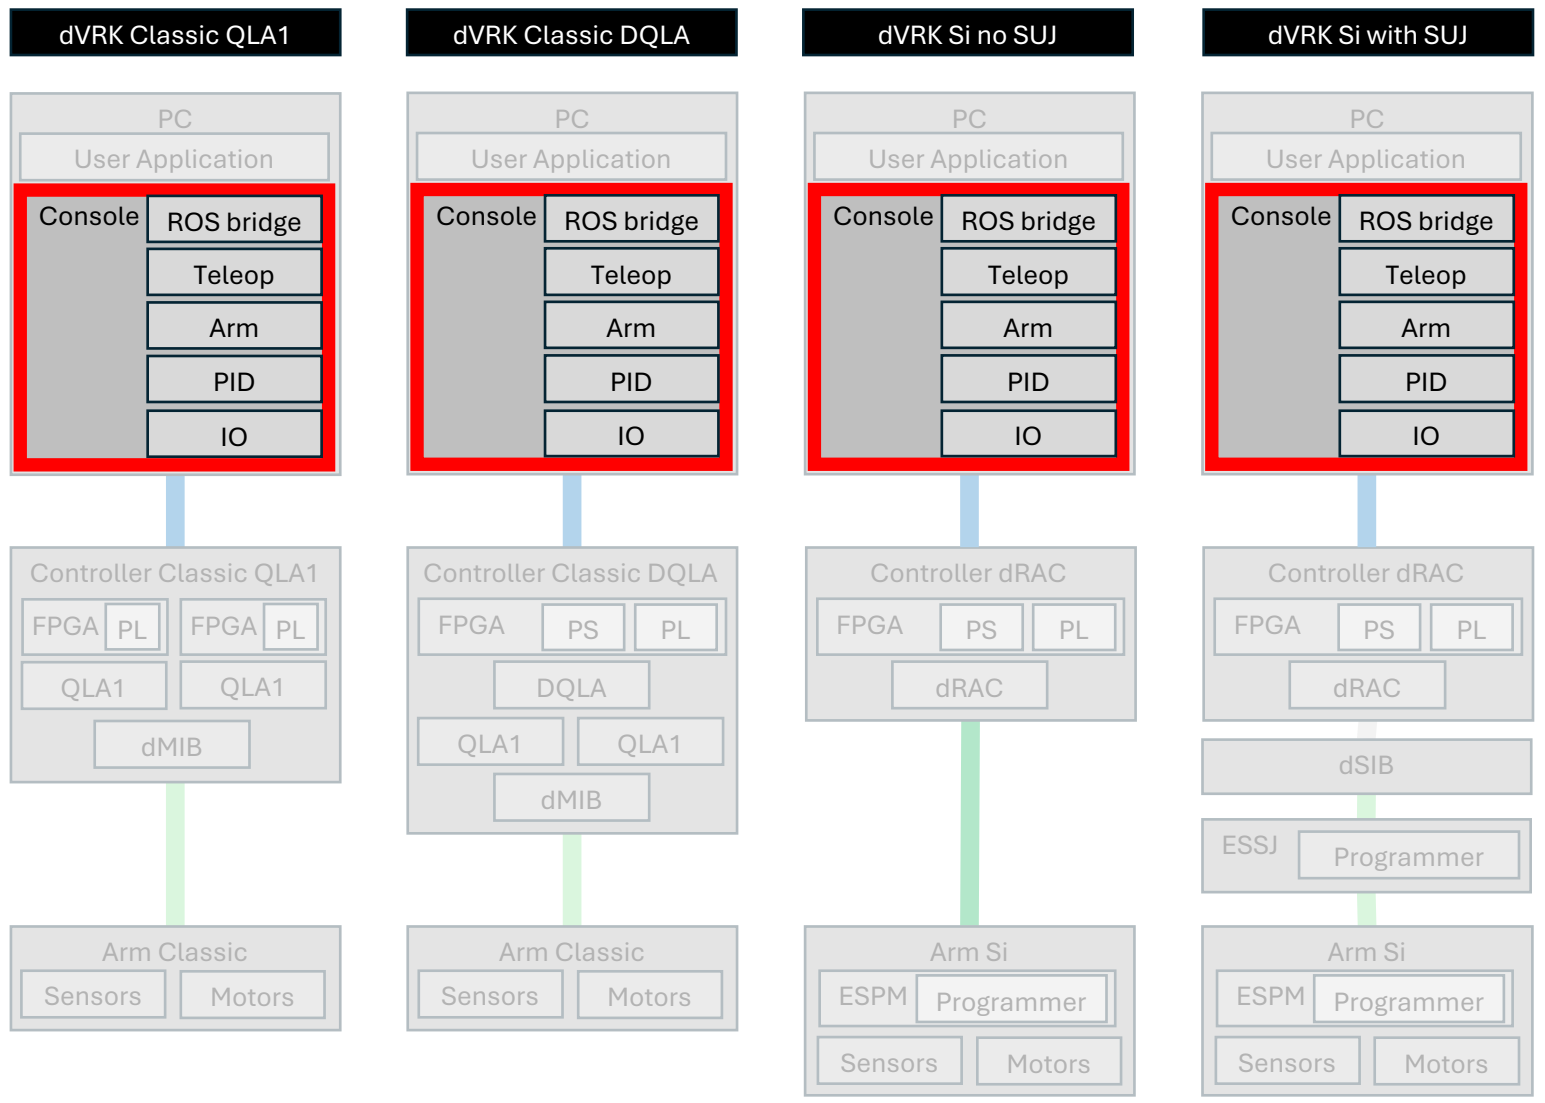 dVRK Classic QLA1
PC
User Application
Console
ROS bridge
Teleop
Arm
PID
IO
Controller Classic QLA1
FPGA
PL
FPGA
PL
QLA1
QLA1
dMIB
Arm Classic
Sensors
Motors
dVRK Classic DQLA
PC
User Application
Console
ROS bridge
Teleop
Arm
PID
IO
Controller Classic DQLA
FPGA
PS
PL
DQLA
QLA1
QLA1
dMIB
Arm Classic
Sensors
Motors
dVRK Si no SUJ
PC
User Application
Console
ROS bridge
Teleop
Arm
PID
IO
Controller dRAC
FPGA
PS
PL
dRAC
Arm Si
ESPM
Programmer
Sensors
Motors
dVRK Si with SUJ
PC
User Application
Console
ROS bridge
Teleop
Arm
PID
IO
Controller dRAC
FPGA
PS
PL
dRAC
dSIB
ESSJ
Programmer
Arm Si
ESPM
Programmer
Sensors
Motors